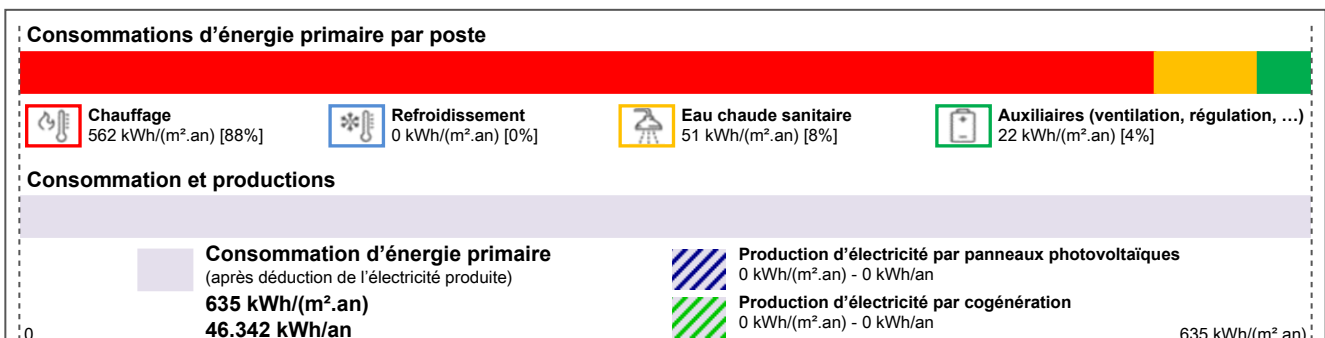 Consommations d'énergie primaire par poste
Chauffage
562 kWh/(m².an) [88%]
Refroidissement
0 kWh/(m².an) [0%]
Eau chaude sanitaire
51 kWh/(m².an) [8%]
Auxiliaires (ventilation, régulation, …)
22 kWh/(m².an) [4%]
Consommation et productions
Consommation d'énergie primaire
(après déduction de l'électricité produite)
635 kWh/(m².an)
46.342 kWh/an
Production d'électricité par panneaux photovoltaïques
0 kWh/(m².an) - 0 kWh/an
Production d'électricité par cogénération
0 kWh/(m².an) - 0 kWh/an
0
635 kWh/(m².an)